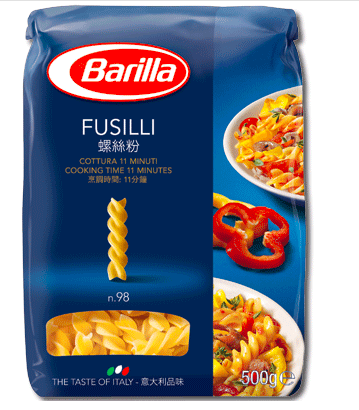 Barilla
FUSILLI
螺絲粉
COTTURA 11 MINUTI
COOKING TIME 11 MINUTES
烹調時間: 11分鐘
n.98
THE TASTE OF ITALY - 意大利品味
500g e